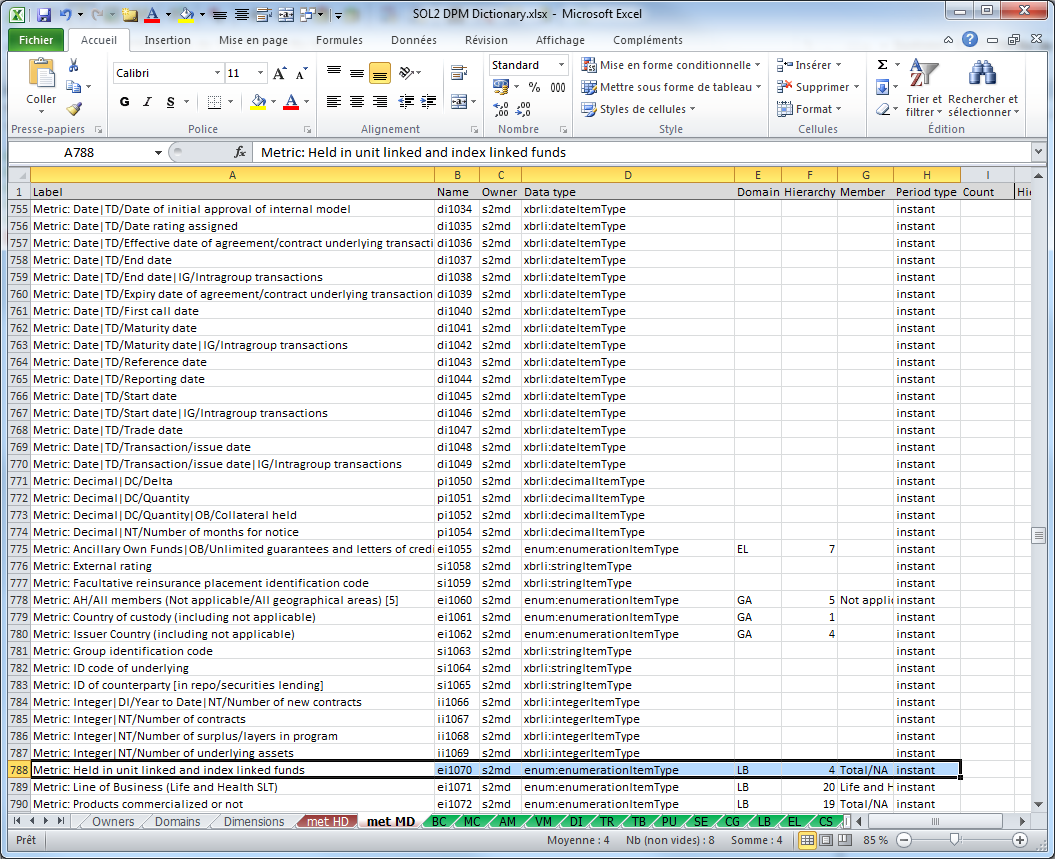 SOL2 DPM Dictionary.xlsx - Microsoft Excel
Fichier Accueil Insertion Mise en page Formules Données Révision Affichage Compléments
Coller
Presse-papiers
Calibri 11
G I S
Police
Alignement
Standard
% 000
Nombre
Mise en forme conditionnelle
Mettre sous forme de tableau
Styles de cellules
Style
Insérer
Supprimer
Format
Cellules
Σ
Trier et filtrer
Rechercher et sélectionner
Édition
A788 fx Metric: Held in unit linked and index linked funds
A B C D E F G H I
1 Label Name Owner Data type Domain Hierarchy Member Period type Count Hie
755 Metric: Date|TD/Date of initial approval of internal model di1034 s2md xbrli:dateItemType instant
756 Metric: Date|TD/Date rating assigned di1035 s2md xbrli:dateItemType instant
757 Metric: Date|TD/Effective date of agreement/contract underlying transacti di1036 s2md xbrli:dateItemType instant
758 Metric: Date|TD/End date di1037 s2md xbrli:dateItemType instant
759 Metric: Date|TD/End date|IG/Intragroup transactions di1038 s2md xbrli:dateItemType instant
760 Metric: Date|TD/Expiry date of agreement/contract underlying transaction di1039 s2md xbrli:dateItemType instant
761 Metric: Date|TD/First call date di1040 s2md xbrli:dateItemType instant
762 Metric: Date|TD/Maturity date di1041 s2md xbrli:dateItemType instant
763 Metric: Date|TD/Maturity date|IG/Intragroup transactions di1042 s2md xbrli:dateItemType instant
764 Metric: Date|TD/Reference date di1043 s2md xbrli:dateItemType instant
765 Metric: Date|TD/Reporting date di1044 s2md xbrli:dateItemType instant
766 Metric: Date|TD/Start date di1045 s2md xbrli:dateItemType instant
767 Metric: Date|TD/Start date|IG/Intragroup transactions di1046 s2md xbrli:dateItemType instant
768 Metric: Date|TD/Trade date di1047 s2md xbrli:dateItemType instant
769 Metric: Date|TD/Transaction/issue date di1048 s2md xbrli:dateItemType instant
770 Metric: Date|TD/Transaction/issue date|IG/Intragroup transactions di1049 s2md xbrli:dateItemType instant
771 Metric: Decimal|DC/Delta pi1050 s2md xbrli:decimalItemType instant
772 Metric: Decimal|DC/Quantity pi1051 s2md xbrli:decimalItemType instant
773 Metric: Decimal|DC/Quantity|OB/Collateral held pi1052 s2md xbrli:decimalItemType instant
774 Metric: Decimal|NT/Number of months for notice pi1054 s2md xbrli:decimalItemType instant
775 Metric: Ancillary Own Funds|OB/Unlimited guarantees and letters of credi ei1055 s2md enum:enumerationItemType EL 7 instant
776 Metric: External rating si1058 s2md xbrli:stringItemType instant
777 Metric: Facultative reinsurance placement identification code si1059 s2md xbrli:stringItemType instant
778 Metric: AH/All members (Not applicable/All geographical areas) [5] ei1060 s2md enum:enumerationItemType GA 5 Not applic instant
779 Metric: Country of custody (including not applicable) ei1061 s2md enum:enumerationItemType GA 1 instant
780 Metric: Issuer Country (including not applicable) ei1062 s2md enum:enumerationItemType GA 4 instant
781 Metric: Group identification code si1063 s2md xbrli:stringItemType instant
782 Metric: ID code of underlying si1064 s2md xbrli:stringItemType instant
783 Metric: ID of counterparty [in repo/securities lending] si1065 s2md xbrli:stringItemType instant
784 Metric: Integer|DI/Year to Date|NT/Number of new contracts ii1066 s2md xbrli:integerItemType instant
785 Metric: Integer|NT/Number of contracts ii1067 s2md xbrli:integerItemType instant
786 Metric: Integer|NT/Number of surplus/layers in program ii1068 s2md xbrli:integerItemType instant
787 Metric: Integer|NT/Number of underlying assets ii1069 s2md xbrli:integerItemType instant
788 Metric: Held in unit linked and index linked funds ei1070 s2md enum:enumerationItemType LB 4 Total/NA instant
789 Metric: Line of Business (Life and Health SLT) ei1071 s2md enum:enumerationItemType LB 20 Life and H instant
790 Metric: Products commercialized or not ei1072 s2md enum:enumerationItemType LB 19 Total/NA instant
Owners Domains Dimensions met HD met MD BC MC AM VM DI TR TB PU SE CG LB EL CS
Prêt Moyenne : 4 Nb (non vides) : 8 Somme : 4 85 %